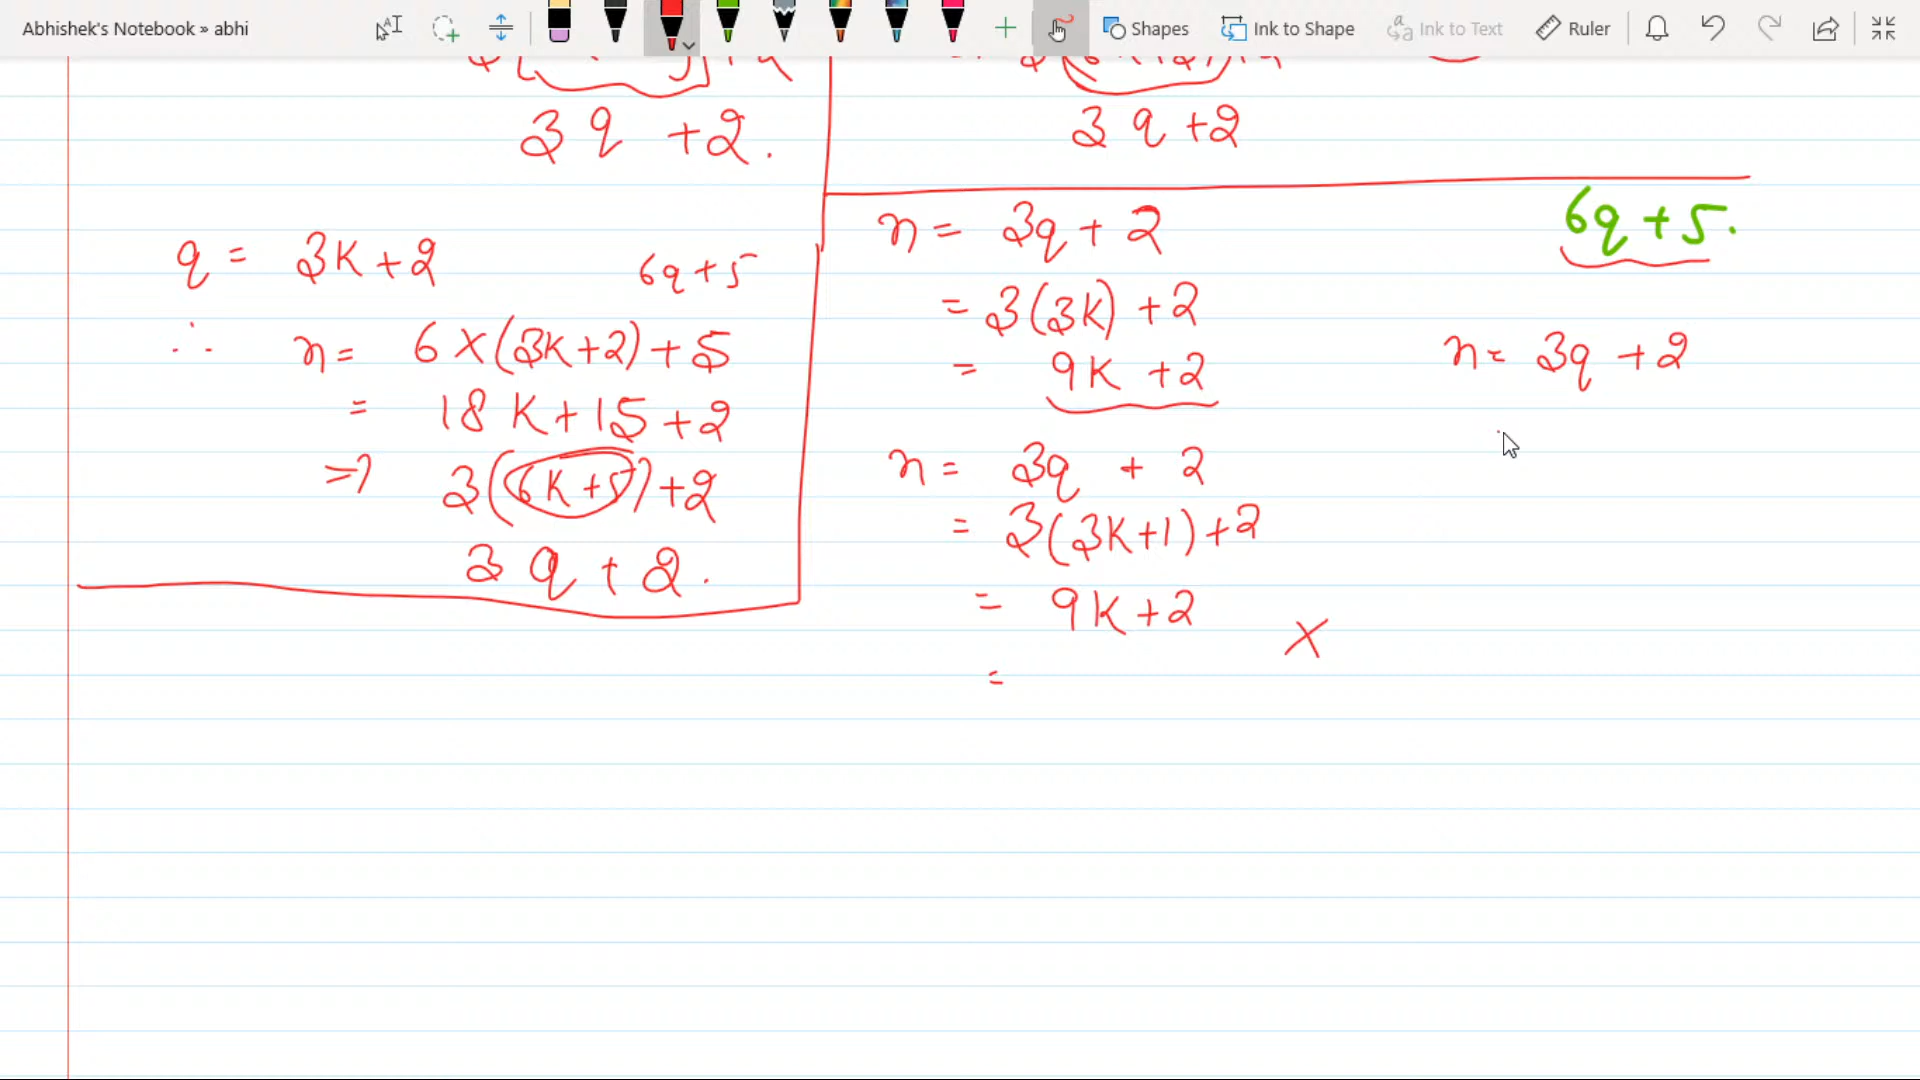 Abhishek's Notebook » abhi
Shapes
Ink to Shape
Ink to Text
Ruler
3q +2.
3q +2
q = 3K+2
6q+5
∴ n = 6×(3K+2)+5
= 18K+15+2
=> 3(6K+5)+2
3q+2.
n = 3q+2
= 3(3K)+2
= 9K+2
n = 3q + 2
= 3(3K+1)+2
= 9K+2
×
=
6q+5.
n = 3q+2